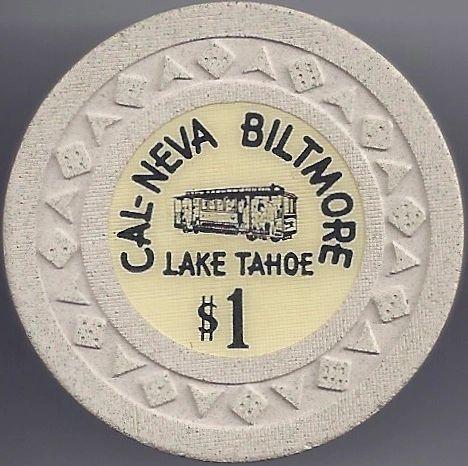 CAL-NEVA BILTMORE
LAKE TAHOE
$1